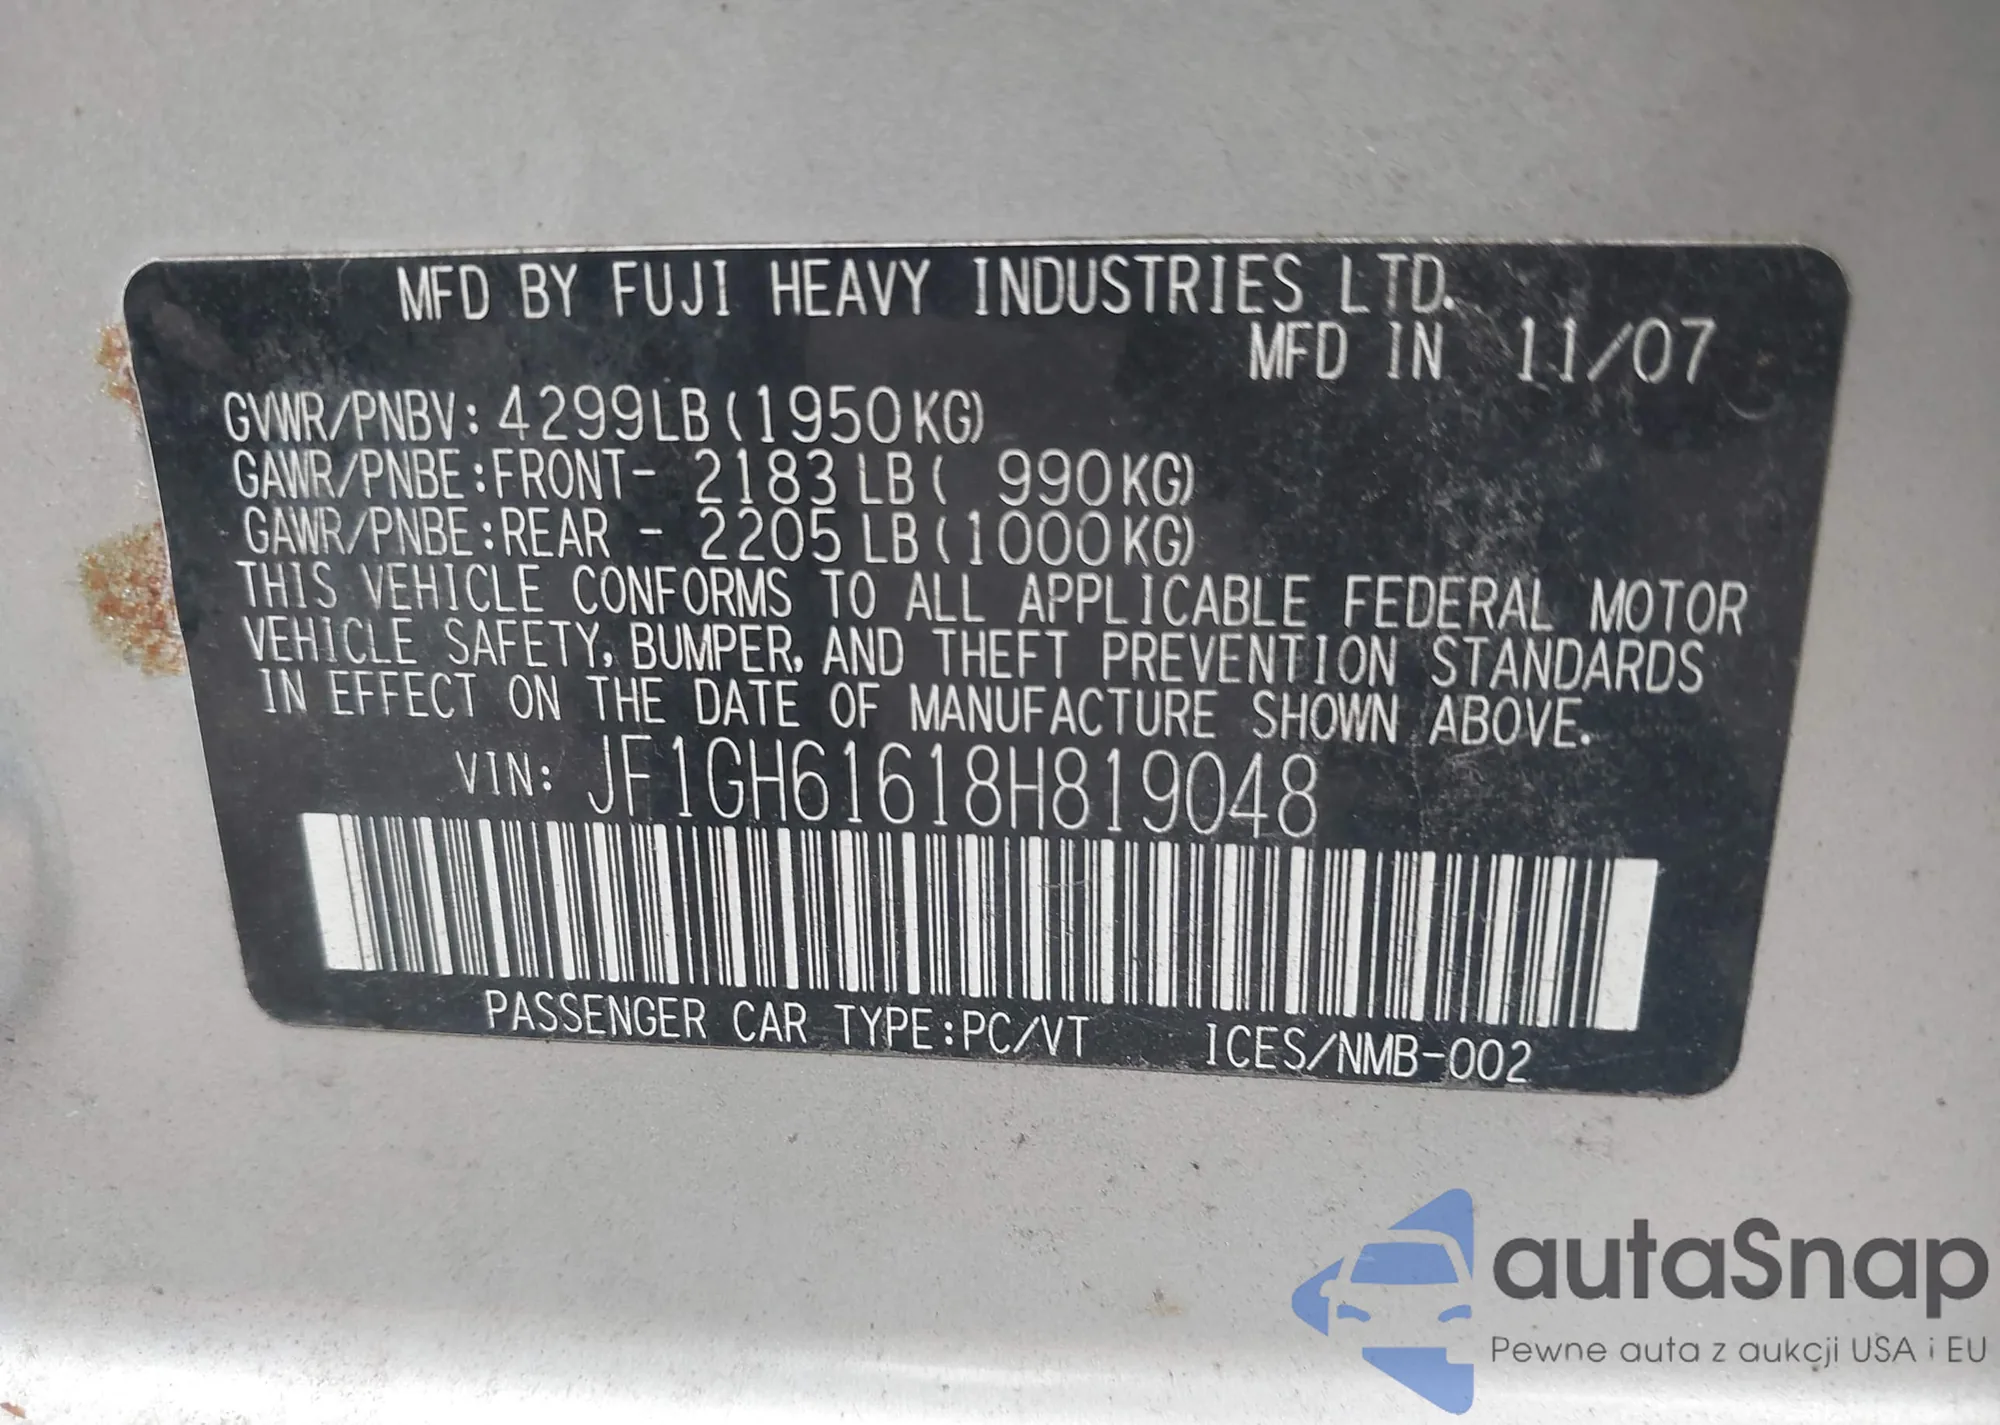 MFD BY FUJI HEAVY INDUSTRIES LTD.
MFD IN 11/07
GVWR/PNBV: 4299LB (1950KG)
GAWR/PNBE:FRONT- 2183 LB ( 990KG)
GAWR/PNBE:REAR - 2205 LB (1000KG)
THIS VEHICLE CONFORMS TO ALL APPLICABLE FEDERAL MOTOR
VEHICLE SAFETY, BUMPER, AND THEFT PREVENTION STANDARDS
IN EFFECT ON THE DATE OF MANUFACTURE SHOWN ABOVE.
VIN: JF1GH61618H819048
PASSENGER CAR TYPE:PC/VT ICES/NMB-002
autaSnap
Pewne auta z aukcji USA i EU